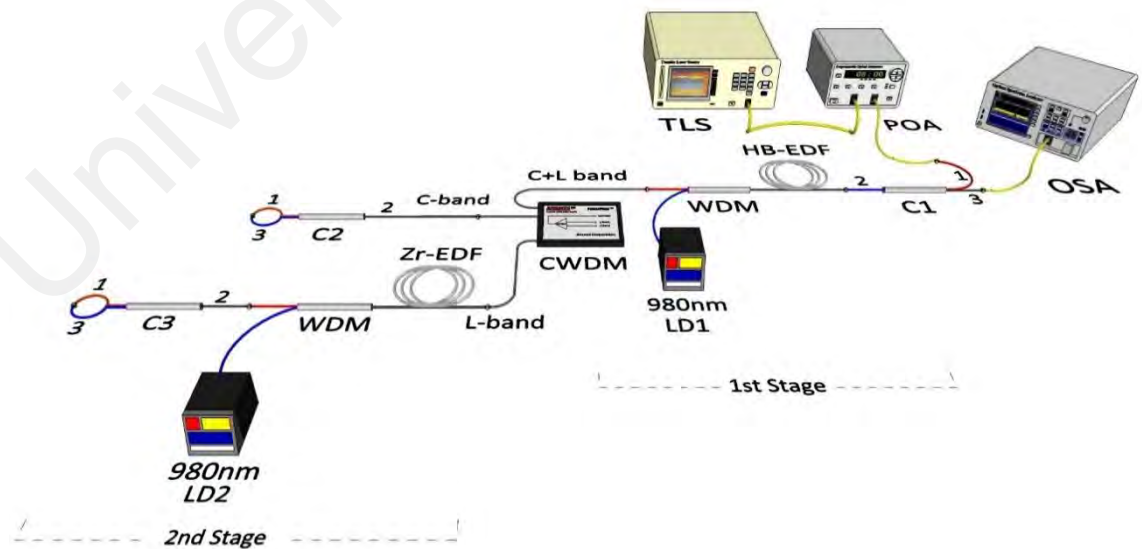 Univer
TLS
POA
OSA
HB-EDF
1
2
3
C+L band
WDM
C1
1
2
C-band
3
C2
CWDM
Zr-EDF
980nm
LD1
1
2
3
C3
WDM
L-band
1st Stage
980nm
LD2
2nd Stage